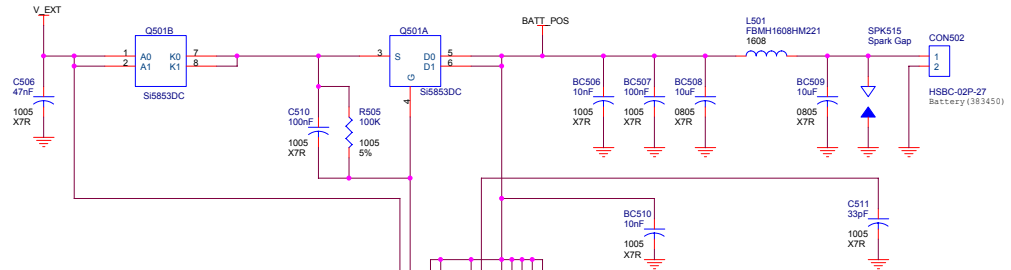 V_EXT
Q501B
Q501A
BATT_POS
L501
FBMH1608HM221
1608
SPK515
Spark Gap
CON502
1
2
A0
A1
K0
K1
7
8
3
S
D0
D1
G
4
5
6
1
2
Si5853DC
Si5853DC
C506
47nF
1005
X7R
C510
100nF
1005
X7R
R505
100K
1005
5%
BC506
10nF
1005
X7R
BC507
100nF
1005
X7R
BC508
10uF
0805
X7R
BC509
10uF
0805
X7R
HSBC-02P-27
Battery(383450)
BC510
10nF
1005
X7R
C511
33pF
1005
X7R